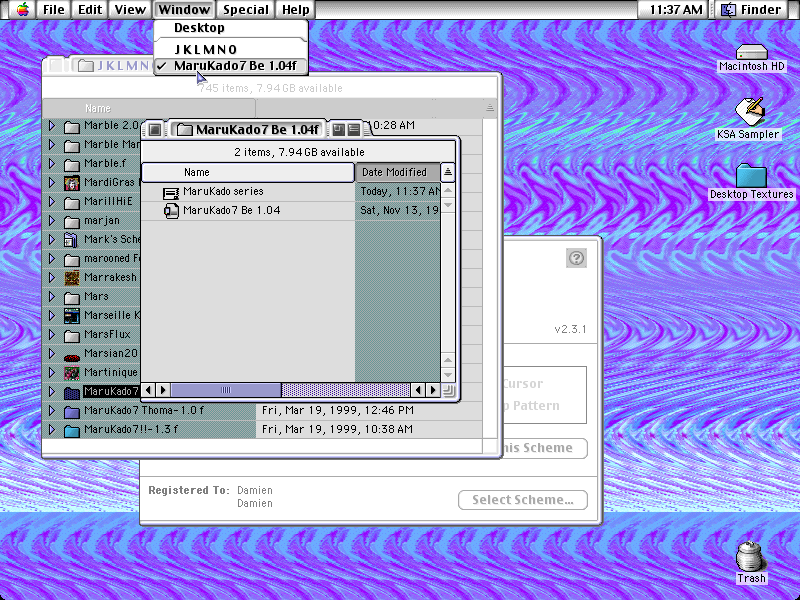 File Edit View Window Special Help 11:37 AM Finder
Desktop
J K L M N O
✓ MaruKado7 Be 1.04f
J K L M N
745 items, 7.94 GB available
Name
Marble 2.0
10:28 AM
Marble Mar
Marble.f
MardiGras
MarillHiE
marjan
Mark's Sche
marooned F
Marrakesh
Mars
Marseille K
MarsFlux
Marsian20
Martinique
MaruKado7
MaruKado7 Thoma-1.0 f Fri, Mar 19, 1999, 12:46 PM
MaruKado7!!-1.3 f Fri, Mar 19, 1999, 10:38 AM
MaruKado7 Be 1.04f
2 items, 7.94 GB available
Name Date Modified
MaruKado series Today, 11:37 AM
MaruKado7 Be 1.04 Sat, Nov 13, 19
?
v2.3.1
Cursor
p Pattern
his Scheme
Registered To: Damien
Damien
Select Scheme...
Macintosh HD
KSA Sampler
Desktop Textures
Trash